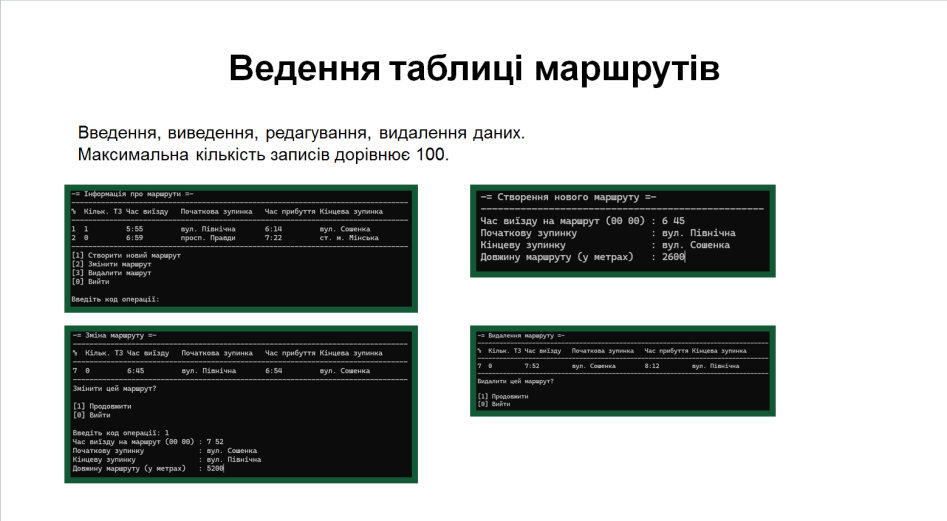 Ведення таблиці маршрутів
Введення, виведення, редагування, видалення даних.
Максимальна кількість записів дорівнює 100.
-= Інформація про маршрути =-
% Кільк. ТЗ Час виїзду Початкова зупинка Час прибуття Кінцева зупинка
1 1 5:55 вул. Північна 6:14 вул. Сошенка
2 0 6:59 просп. Правди 7:22 ст. м. Мінська
[1] Створити новий маршрут
[2] Змінити маршрут
[3] Видалити машрут
[0] Вийти
Введіть код операції:
-= Створення нового маршруту =-
Час виїзду на маршрут (00 00) : 6 45
Початкову зупинку : вул. Північна
Кінцеву зупинку : вул. Сошенка
Довжину маршруту (у метрах) : 2600
-= Зміна маршруту =-
% Кільк. ТЗ Час виїзду Початкова зупинка Час прибуття Кінцева зупинка
7 0 6:45 вул. Північна 6:54 вул. Сошенка
Змінити цей маршрут?
[1] Продовжити
[0] Вийти
Введіть код операції: 1
Час виїзду на маршрут (00 00) : 7 52
Початкову зупинку : вул. Сошенка
Кінцеву зупинку : вул. Північна
Довжину маршруту (у метрах) : 5200
-= Видалення маршруту =-
% Кільк. ТЗ Час виїзду Початкова зупинка Час прибуття Кінцева зупинка
7 0 7:52 вул. Сошенка 8:12 вул. Північна
Видалити цей маршрут?
[1] Продовжити
[0] Вийти